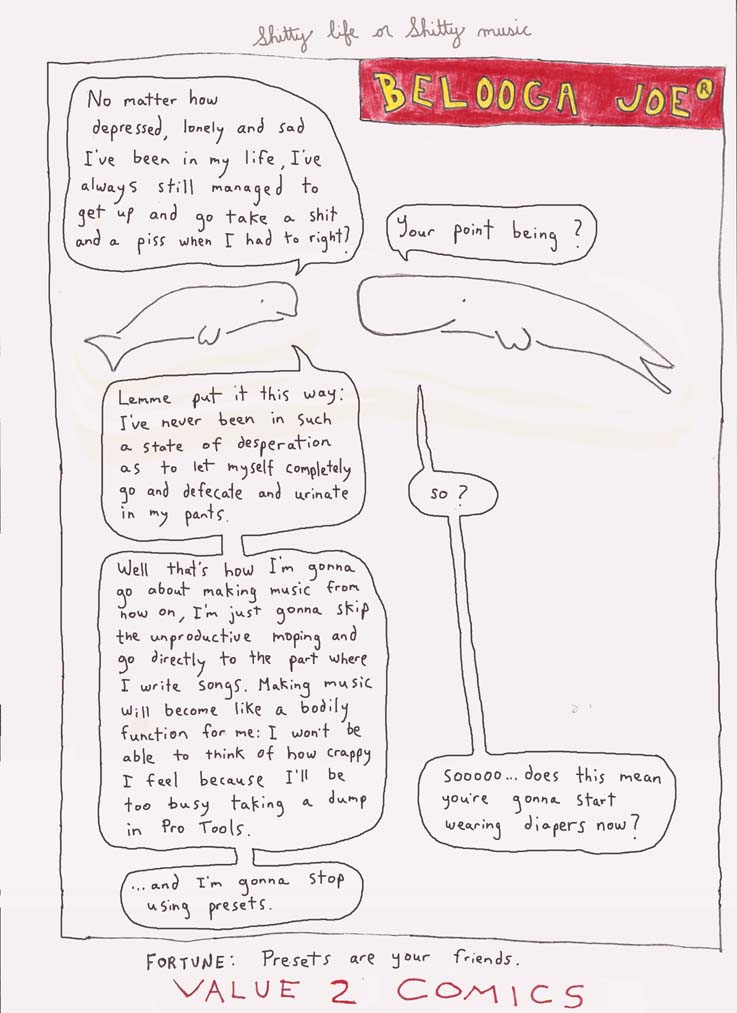 Shitty life or Shitty music
BELOOGA JOE®
No matter how
depressed, lonely and sad
I've been in my life, I've
always still managed to
get up and go take a shit
and a piss when I had to right?
Your point being?
Lemme put it this way:
I've never been in such
a state of desperation
as to let myself completely
go and defecate and urinate
in my pants.
so?
Well that's how I'm gonna
go about making music from
now on, I'm just gonna skip
the unproductive moping and
go directly to the part where
I write songs. Making music
will become like a bodily
function for me: I won't be
able to think of how crappy
I feel because I'll be
too busy taking a dump
in Pro Tools.
Sooooo... does this mean
you're gonna start
wearing diapers now?
...and I'm gonna stop
using presets.
FORTUNE: Presets are your friends.
VALUE 2 COMICS